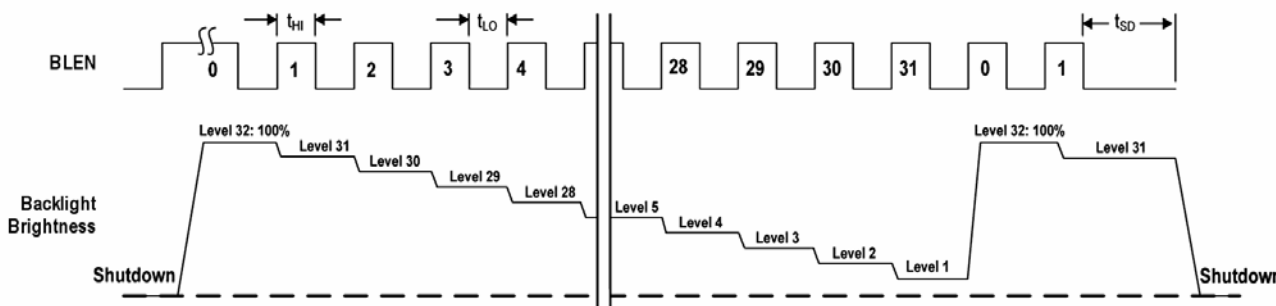 tHI
tLO
tSD
BLEN
0 1 2 3 4 28 29 30 31 0 1
Level 32: 100%
Level 31
Level 30
Level 29
Level 28
Level 5
Level 4
Level 3
Level 2
Level 1
Level 32: 100%
Level 31
Backlight
Brightness
Shutdown
Shutdown